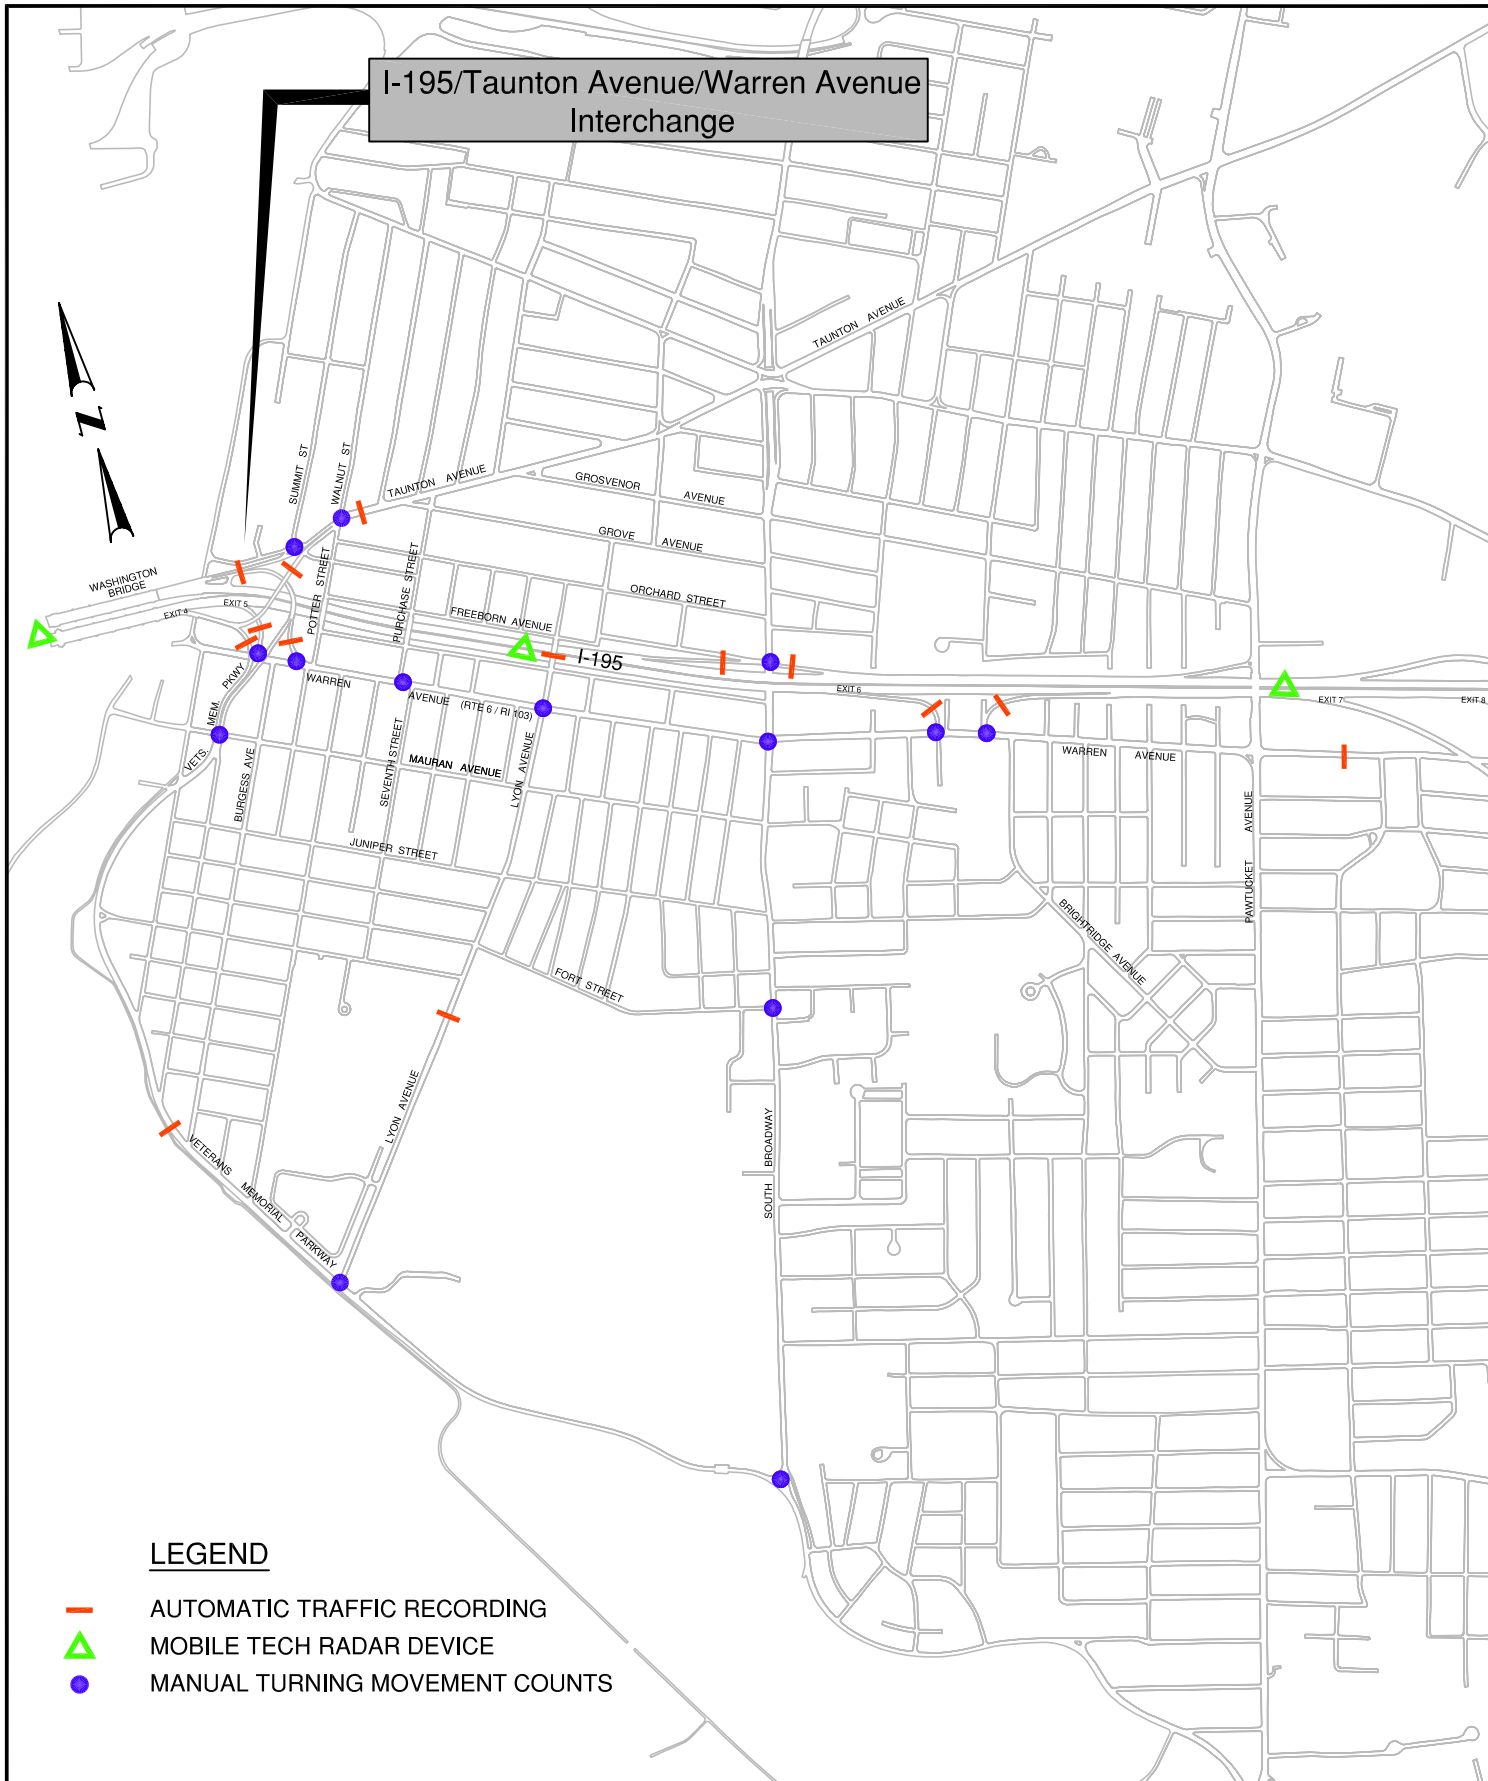 I-195/Taunton Avenue/Warren Avenue
Interchange
TAUNTON AVENUE
N
SUMMIT ST
WALNUT ST
TAUNTON AVENUE
GROSVENOR AVENUE
GROVE AVENUE
ORCHARD STREET
WASHINGTON
BRIDGE
EXIT 4
EXIT 5
POTTER STREET
PURCHASE STREET
FREEBORN AVENUE
I-195
EXIT 6
EXIT 7
EXIT 8
WARREN AVENUE (RTE 6 / RI 103)
WARREN AVENUE
VETS. MEM. PKWY
BURGESS AVE
SEVENTH STREET
MAURAN AVENUE
LYON AVENUE
JUNIPER STREET
PAWTUCKET AVENUE
BRIGHTRIDGE AVENUE
FORT STREET
LYON AVENUE
SOUTH BROADWAY
VETERANS MEMORIAL PARKWAY
LEGEND
AUTOMATIC TRAFFIC RECORDING
MOBILE TECH RADAR DEVICE
MANUAL TURNING MOVEMENT COUNTS